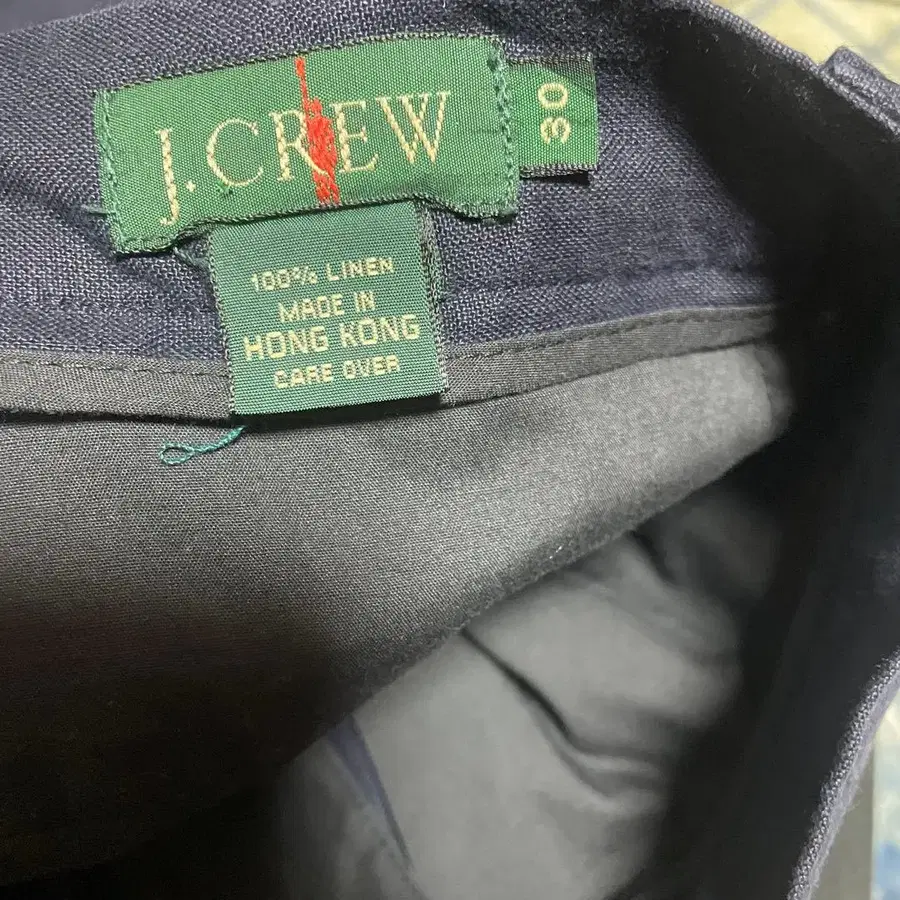 J.CREW
30
100% LINEN
MADE IN
HONG KONG
CARE OVER